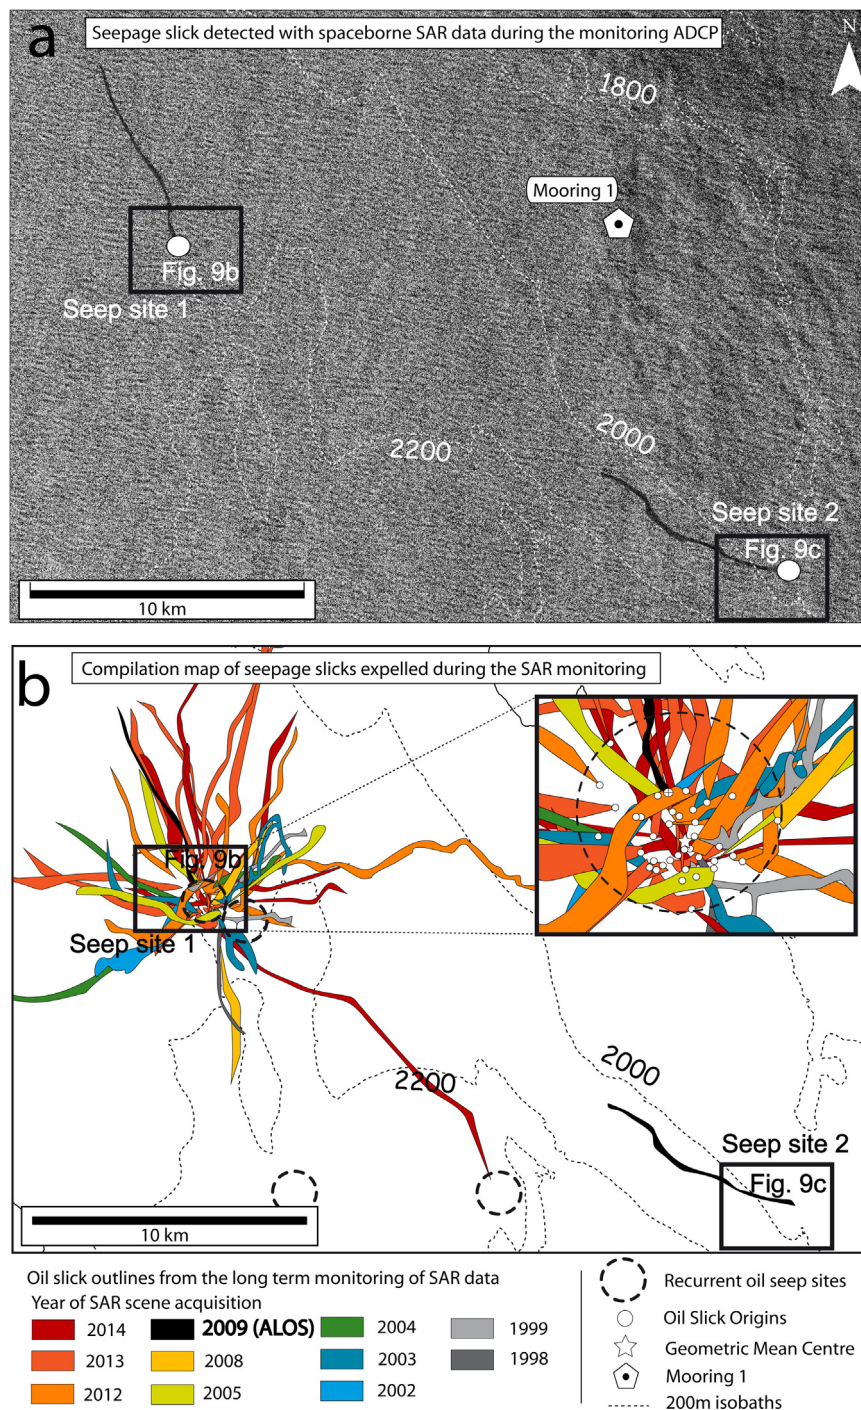 a
Seepage slick detected with spaceborne SAR data during the monitoring ADCP
N
1800
Mooring 1
Fig. 9b
Seep site 1
2000
2200
Seep site 2
Fig. 9c
10 km
b
Compilation map of seepage slicks expelled during the SAR monitoring
Fig. 9b
Seep site 1
2000
2200
Seep site 2
Fig. 9c
10 km
Oil slick outlines from the long term monitoring of SAR data
Year of SAR scene acquisition
2014
2009 (ALOS)
2004
1999
2013
2008
2003
1998
2012
2005
2002
Recurrent oil seep sites
Oil Slick Origins
Geometric Mean Centre
Mooring 1
200m isobaths